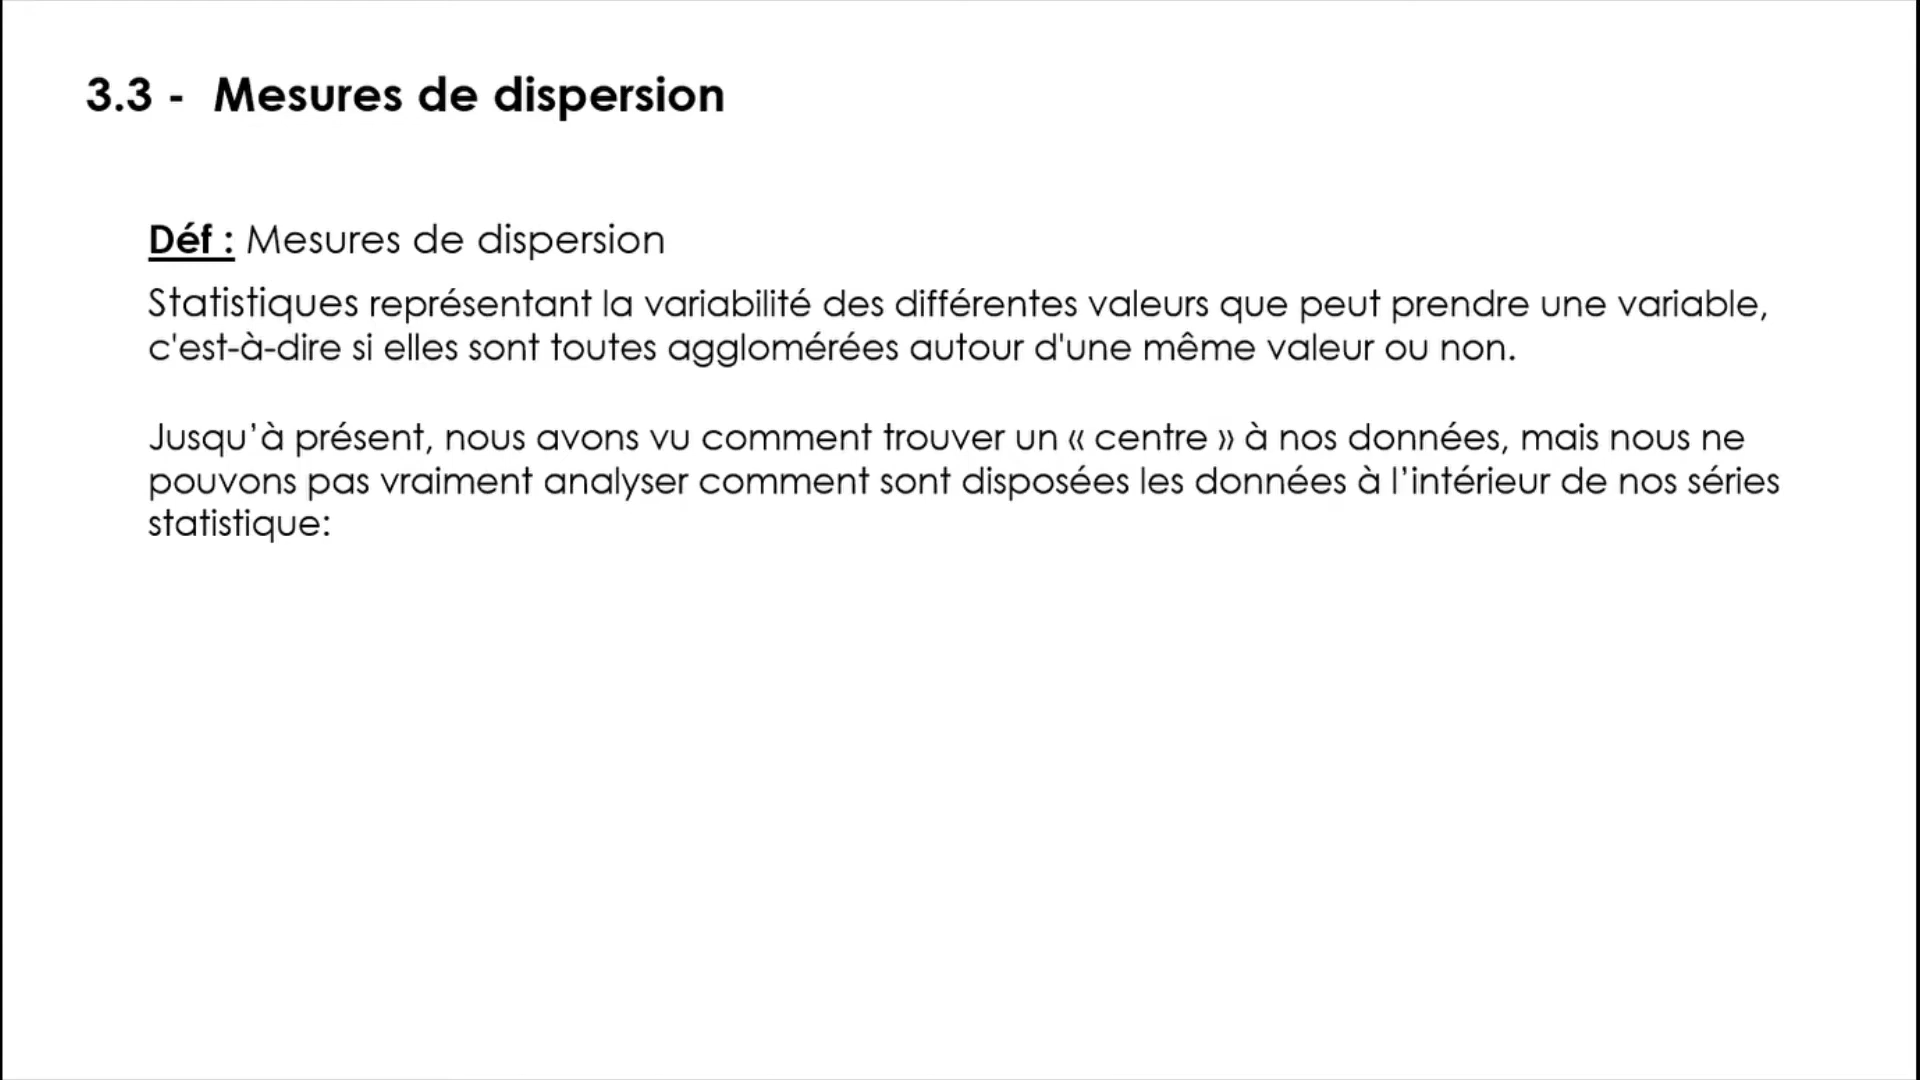 3.3 - Mesures de dispersion
Déf : Mesures de dispersion
Statistiques représentant la variabilité des différentes valeurs que peut prendre une variable,
c'est-à-dire si elles sont toutes agglomérées autour d'une même valeur ou non.
Jusqu’à présent, nous avons vu comment trouver un « centre » à nos données, mais nous ne
pouvons pas vraiment analyser comment sont disposées les données à l’intérieur de nos séries
statistique: